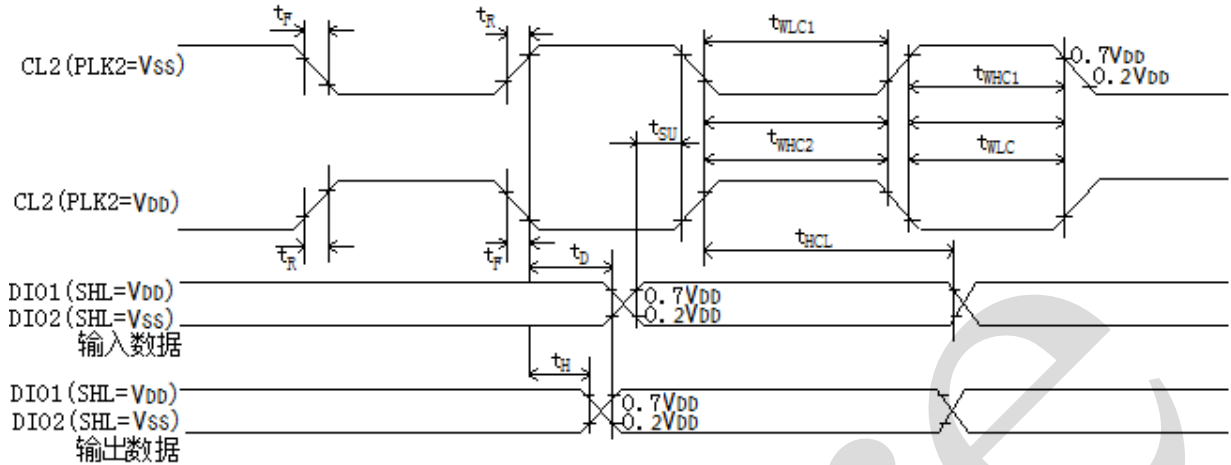 tF
tR
tWLC1
CL2(PLK2=VSS)
0.7VDD
0.2VDD
tWHC1
tSU
tWHC2
tWLC
CL2(PLK2=VDD)
tR
tF
tD
tHCL
DIO1(SHL=VDD)
0.7VDD
DIO2(SHL=VSS)
0.2VDD
输入数据
tH
DIO1(SHL=VDD)
0.7VDD
DIO2(SHL=VSS)
0.2VDD
输出数据